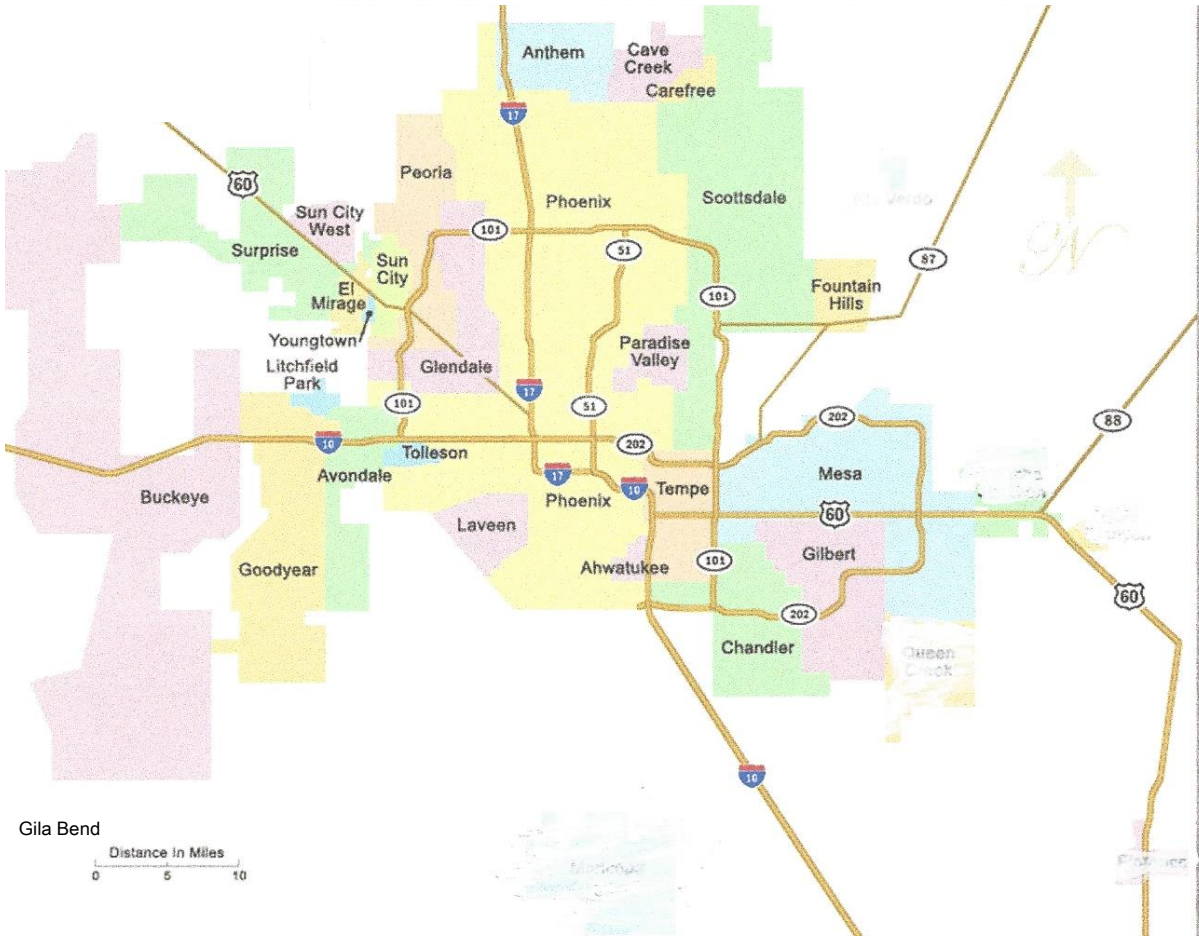 Anthem
Cave
Creek
Carefree
17
Peoria
60
Scottsdale
Phoenix
Sun City
West
101
51
Surprise
Sun
City
87
El
Mirage
101
Fountain
Hills
Youngtown
Paradise
Valley
Litchfield
Park
Glendale
17
101
51
202
88
10
202
Tolleson
Avondale
Mesa
Buckeye
17
10
Tempe
Phoenix
60
Laveen
Gilbert
101
Ahwatukee
Goodyear
60
202
Chandler
Queen
Creek
10
Gila Bend
Distance In Miles
0 5 10
Maricopa